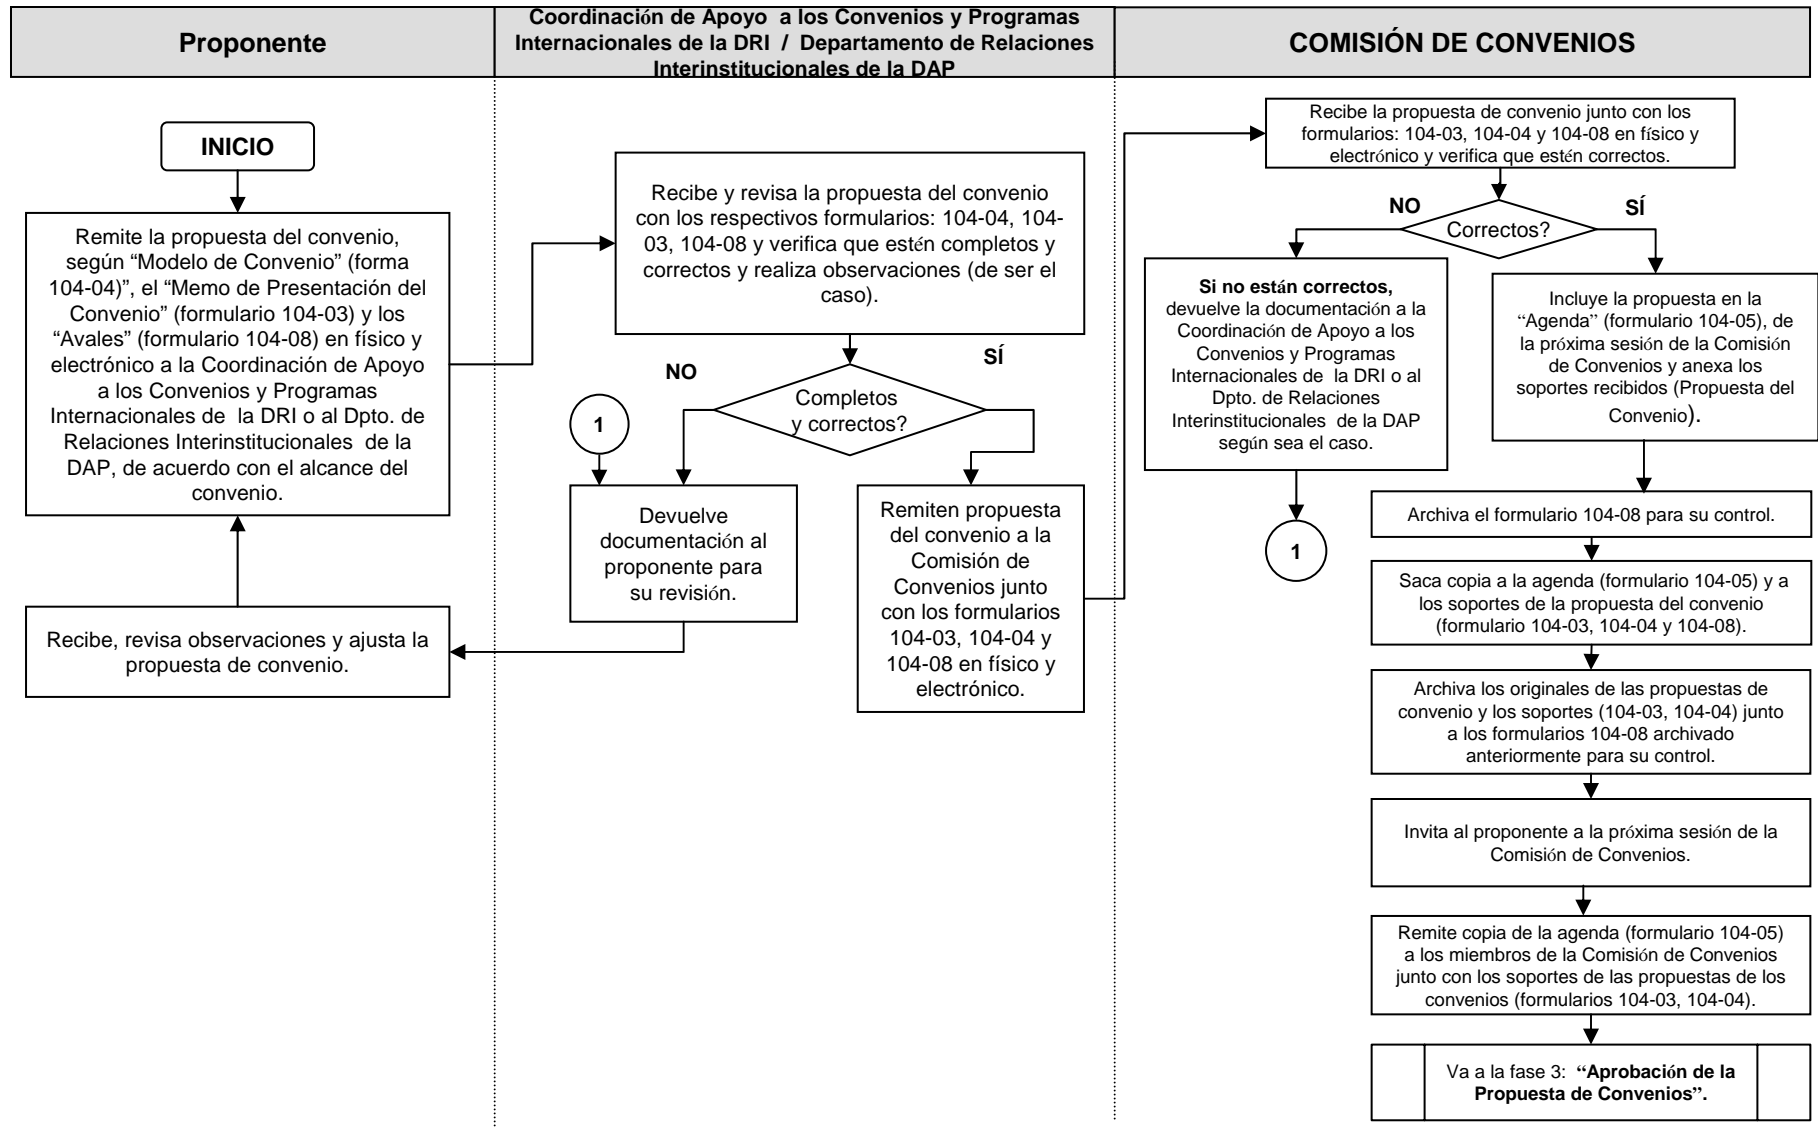 Proponente
Coordinación de Apoyo a los Convenios y Programas
Internacionales de la DRI / Departamento de Relaciones
Interinstitucionales de la DAP
COMISIÓN DE CONVENIOS
INICIO
Remite la propuesta del convenio,
según “Modelo de Convenio” (forma
104-04)”, el “Memo de Presentación del
Convenio” (formulario 104-03) y los
“Avales” (formulario 104-08) en físico y
electrónico a la Coordinación de Apoyo
a los Convenios y Programas
Internacionales de la DRI o al Dpto. de
Relaciones Interinstitucionales de la
DAP, de acuerdo con el alcance del
convenio.
Recibe, revisa observaciones y ajusta la
propuesta de convenio.
Recibe y revisa la propuesta del convenio
con los respectivos formularios: 104-04, 104-
03, 104-08 y verifica que estén completos y
correctos y realiza observaciones (de ser el
caso).
NO
SÍ
Completos
y correctos?
1
Devuelve
documentación al
proponente para
su revisión.
Remiten propuesta
del convenio a la
Comisión de
Convenios junto
con los formularios
104-03, 104-04 y
104-08 en físico y
electrónico.
Recibe la propuesta de convenio junto con los
formularios: 104-03, 104-04 y 104-08 en físico y
electrónico y verifica que estén correctos.
NO
SÍ
Correctos?
Si no están correctos,
devuelve la documentación a la
Coordinación de Apoyo a los
Convenios y Programas
Internacionales de la DRI o al
Dpto. de Relaciones
Interinstitucionales de la DAP
según sea el caso.
1
Incluye la propuesta en la
“Agenda” (formulario 104-05), de
la próxima sesión de la Comisión
de Convenios y anexa los
soportes recibidos (Propuesta del
Convenio).
Archiva el formulario 104-08 para su control.
Saca copia a la agenda (formulario 104-05) y a
los soportes de la propuesta del convenio
(formulario 104-03, 104-04 y 104-08).
Archiva los originales de las propuestas de
convenio y los soportes (104-03, 104-04) junto
a los formularios 104-08 archivado
anteriormente para su control.
Invita al proponente a la próxima sesión de la
Comisión de Convenios.
Remite copia de la agenda (formulario 104-05)
a los miembros de la Comisión de Convenios
junto con los soportes de las propuestas de los
convenios (formularios 104-03, 104-04).
Va a la fase 3: “Aprobación de la
Propuesta de Convenios”.